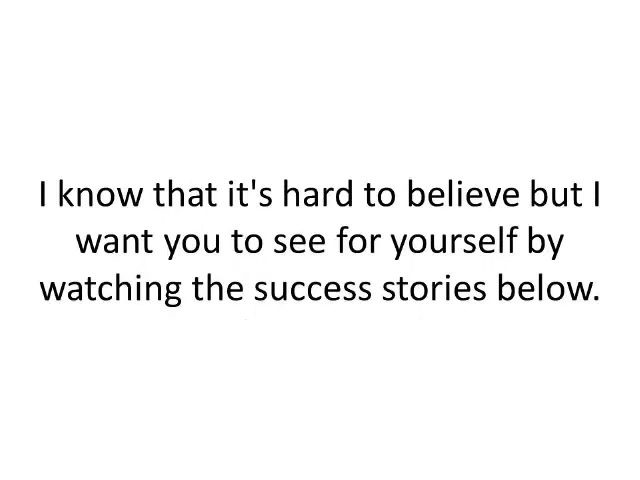 I know that it's hard to believe but I
want you to see for yourself by
watching the success stories below.